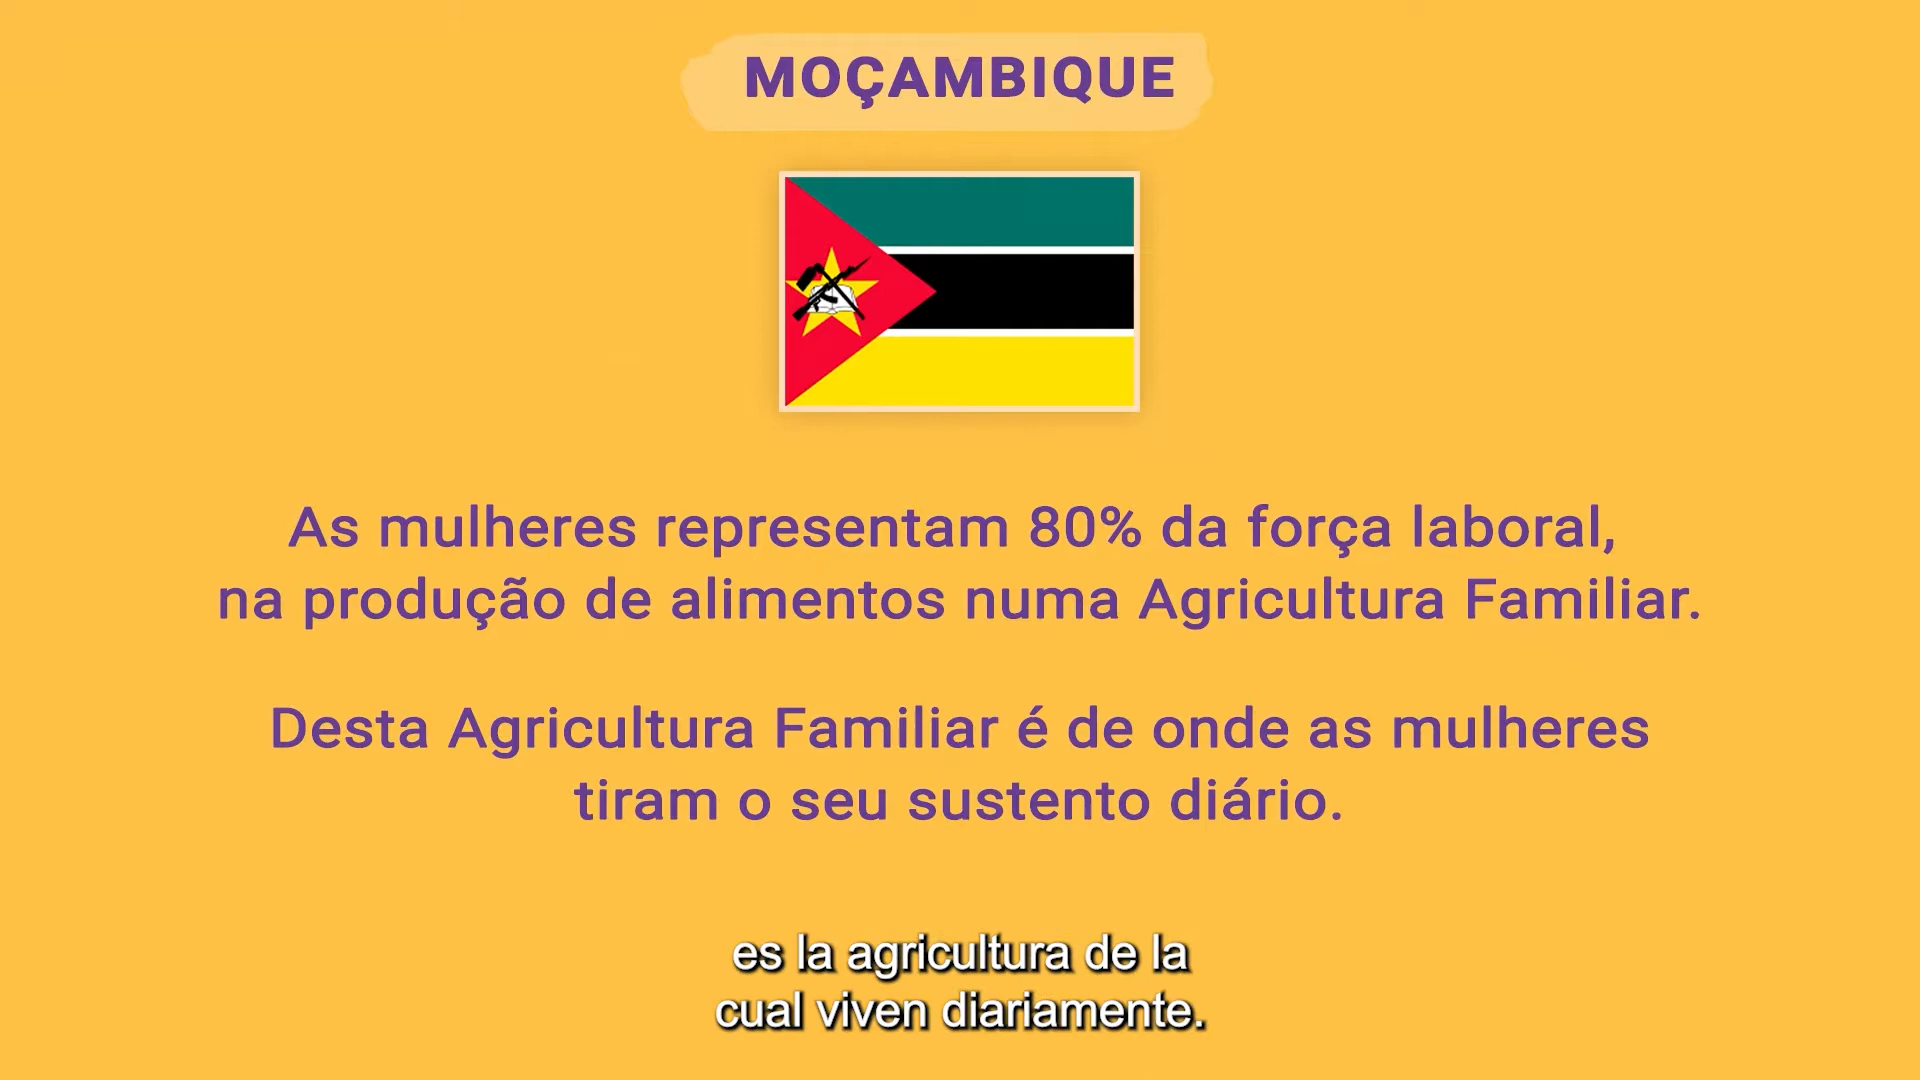 MOÇAMBIQUE
As mulheres representam 80% da força laboral,
na produção de alimentos numa Agricultura Familiar.
Desta Agricultura Familiar é de onde as mulheres
tiram o seu sustento diário.
es la agricultura de la
cual viven diariamente.